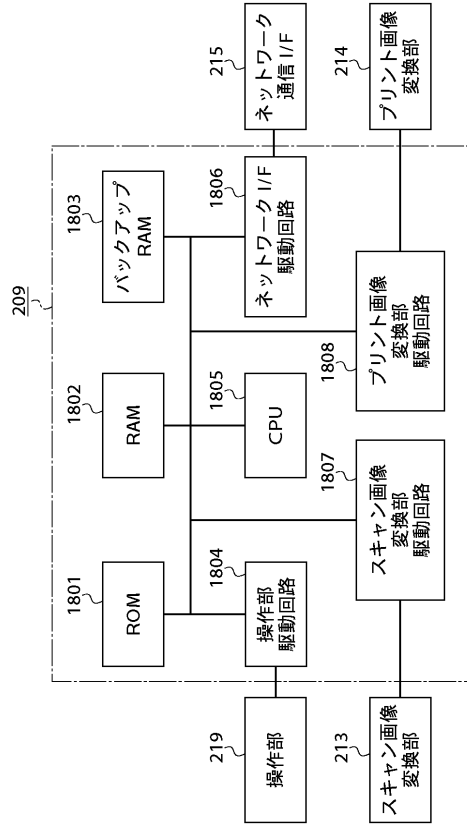 209
1801
ROM
1802
RAM
1803
バックアップ
RAM
219
操作部
1804
操作部
駆動回路
1805
CPU
1806
ネットワーク I/F
駆動回路
215
ネットワーク
通信 I/F
213
スキャン画像
変換部
1807
スキャン画像
変換部
駆動回路
1808
プリント画像
変換部
駆動回路
214
プリント画像
変換部